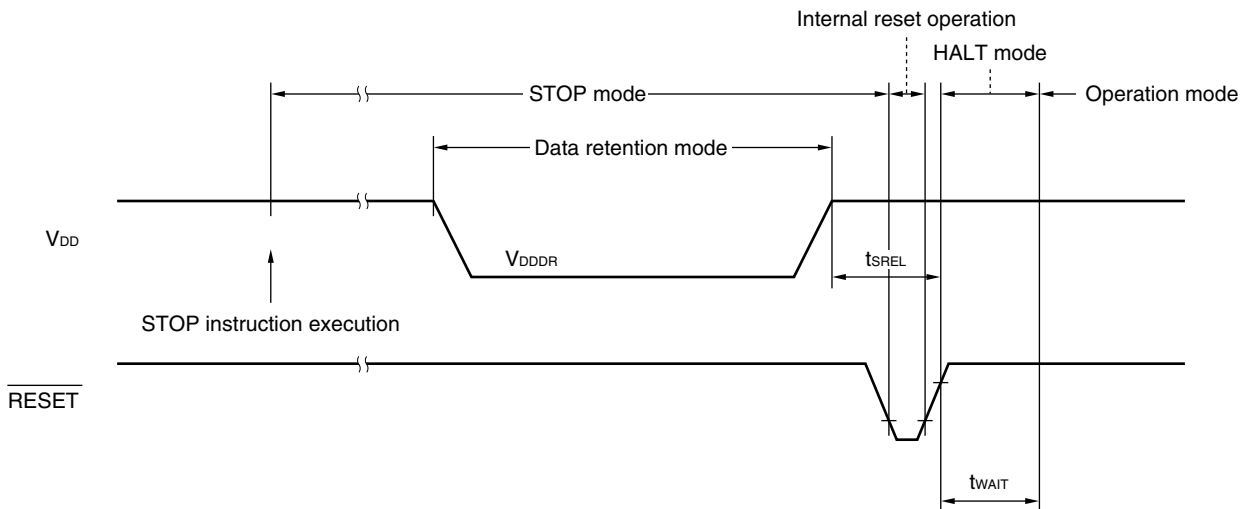 Internal reset operation
HALT mode
STOP mode
Operation mode
Data retention mode
VDD
VDDDR
tSREL
STOP instruction execution
RESET
tWAIT